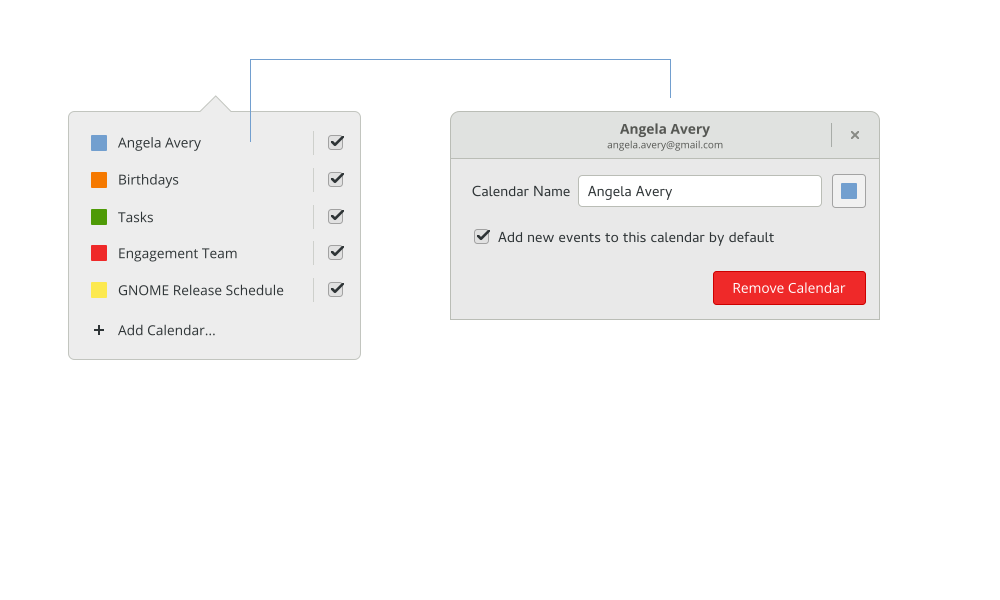 Angela Avery
Birthdays
Tasks
Engagement Team
GNOME Release Schedule
Add Calendar...
Angela Avery
angela.avery@gmail.com
Calendar Name
Angela Avery
Add new events to this calendar by default
Remove Calendar